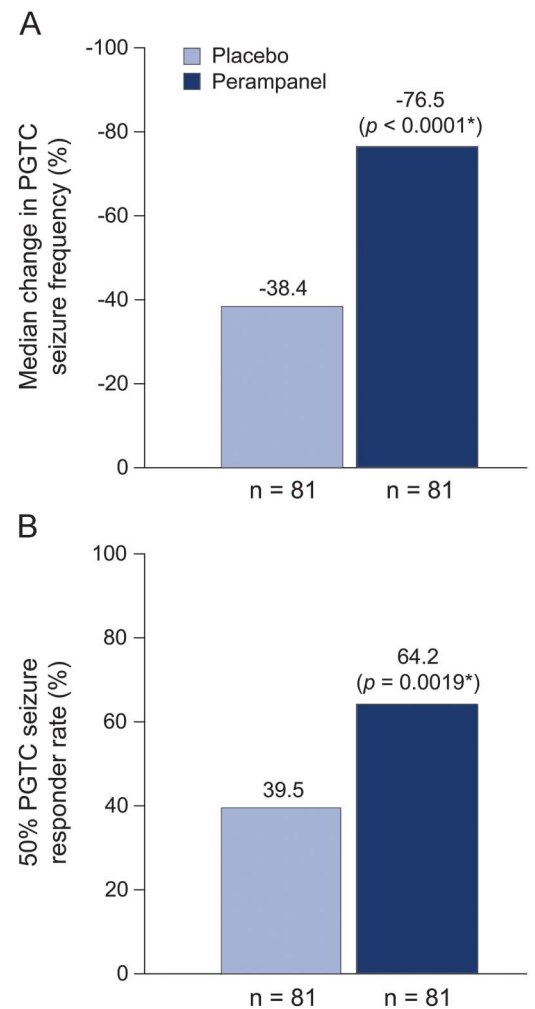 A
-100
Placebo
Perampanel
-80
-76.5
(p < 0.0001*)
-60
-40
-38.4
-20
0
Median change in PGTC
seizure frequency (%)
n = 81
n = 81
B
100
80
60
64.2
(p = 0.0019*)
40
39.5
20
0
50% PGTC seizure
responder rate (%)
n = 81
n = 81